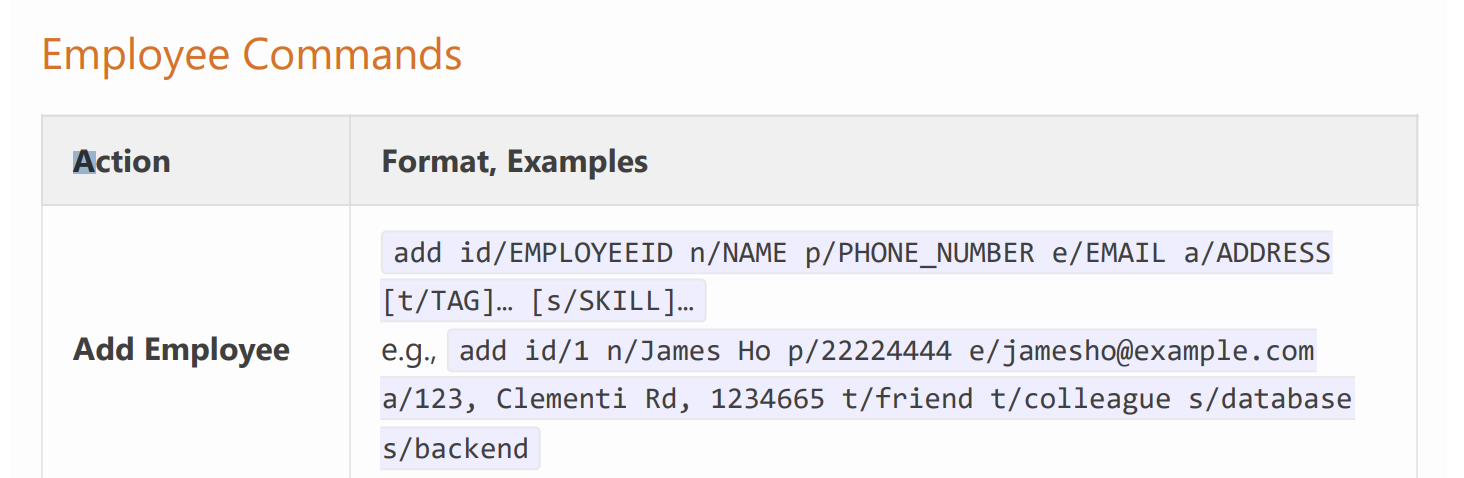 Employee Commands
Action
Format, Examples
Add Employee
add id/EMPLOYEEID n/NAME p/PHONE_NUMBER e/EMAIL a/ADDRESS
[t/TAG]… [s/SKILL]…
e.g., add id/1 n/James Ho p/22224444 e/jamesho@example.com
a/123, Clementi Rd, 1234665 t/friend t/colleague s/database
s/backend